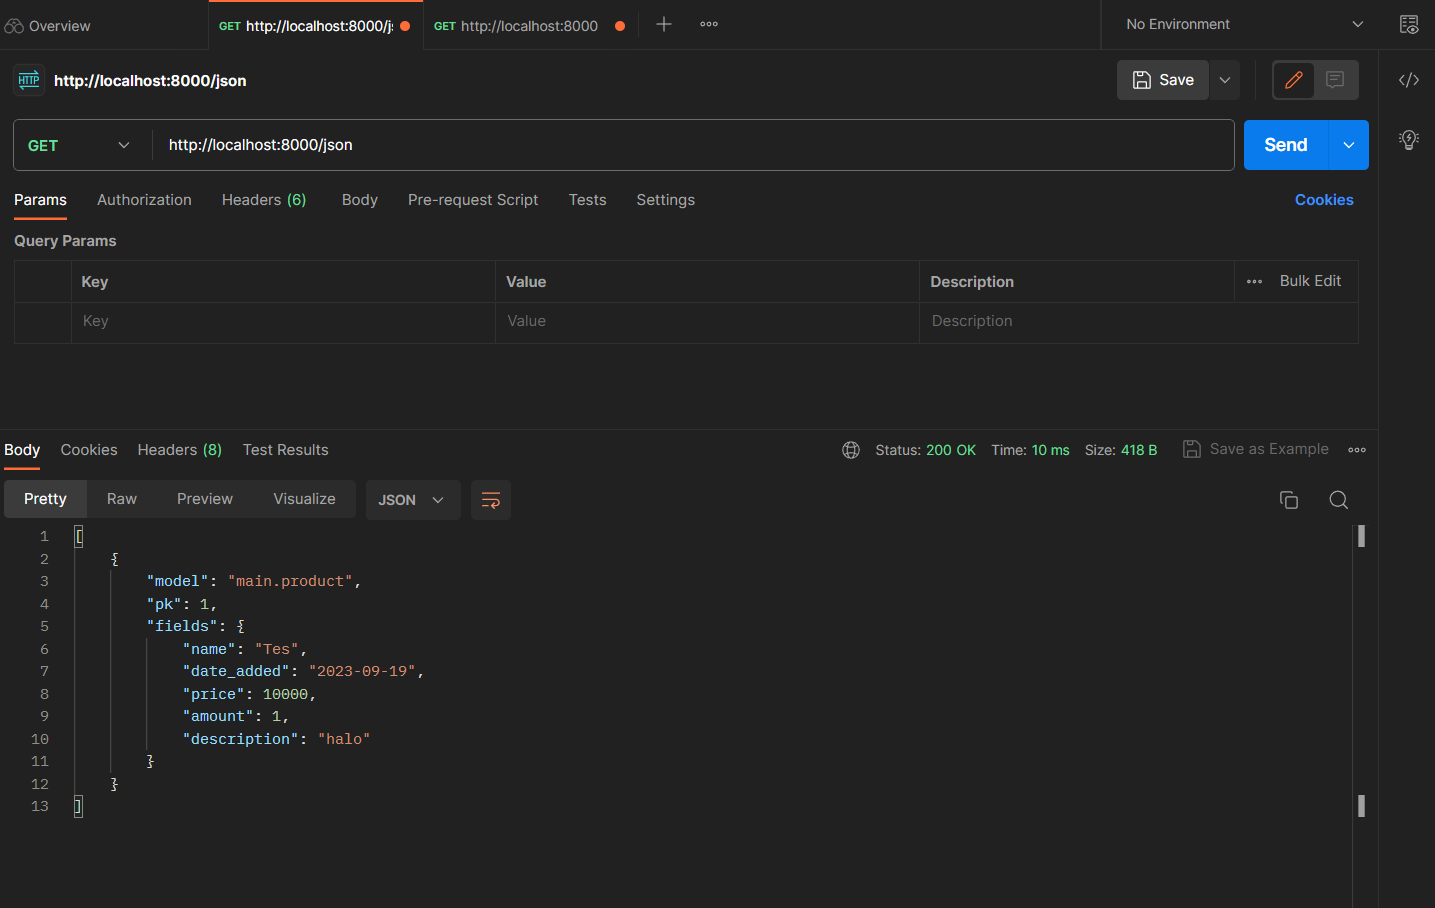 Overview
GET http://localhost:8000/j
GET http://localhost:8000
No Environment
HTTP http://localhost:8000/json
Save
GET http://localhost:8000/json
Send
Params Authorization Headers (6) Body Pre-request Script Tests Settings Cookies
Query Params
Key Value Description Bulk Edit
Key Value Description
Body Cookies Headers (8) Test Results Status: 200 OK Time: 10 ms Size: 418 B Save as Example
Pretty Raw Preview Visualize JSON
1 [
2 {
3 "model": "main.product",
4 "pk": 1,
5 "fields": {
6 "name": "Tes",
7 "date_added": "2023-09-19",
8 "price": 10000,
9 "amount": 1,
10 "description": "halo"
11 }
12 }
13 ]